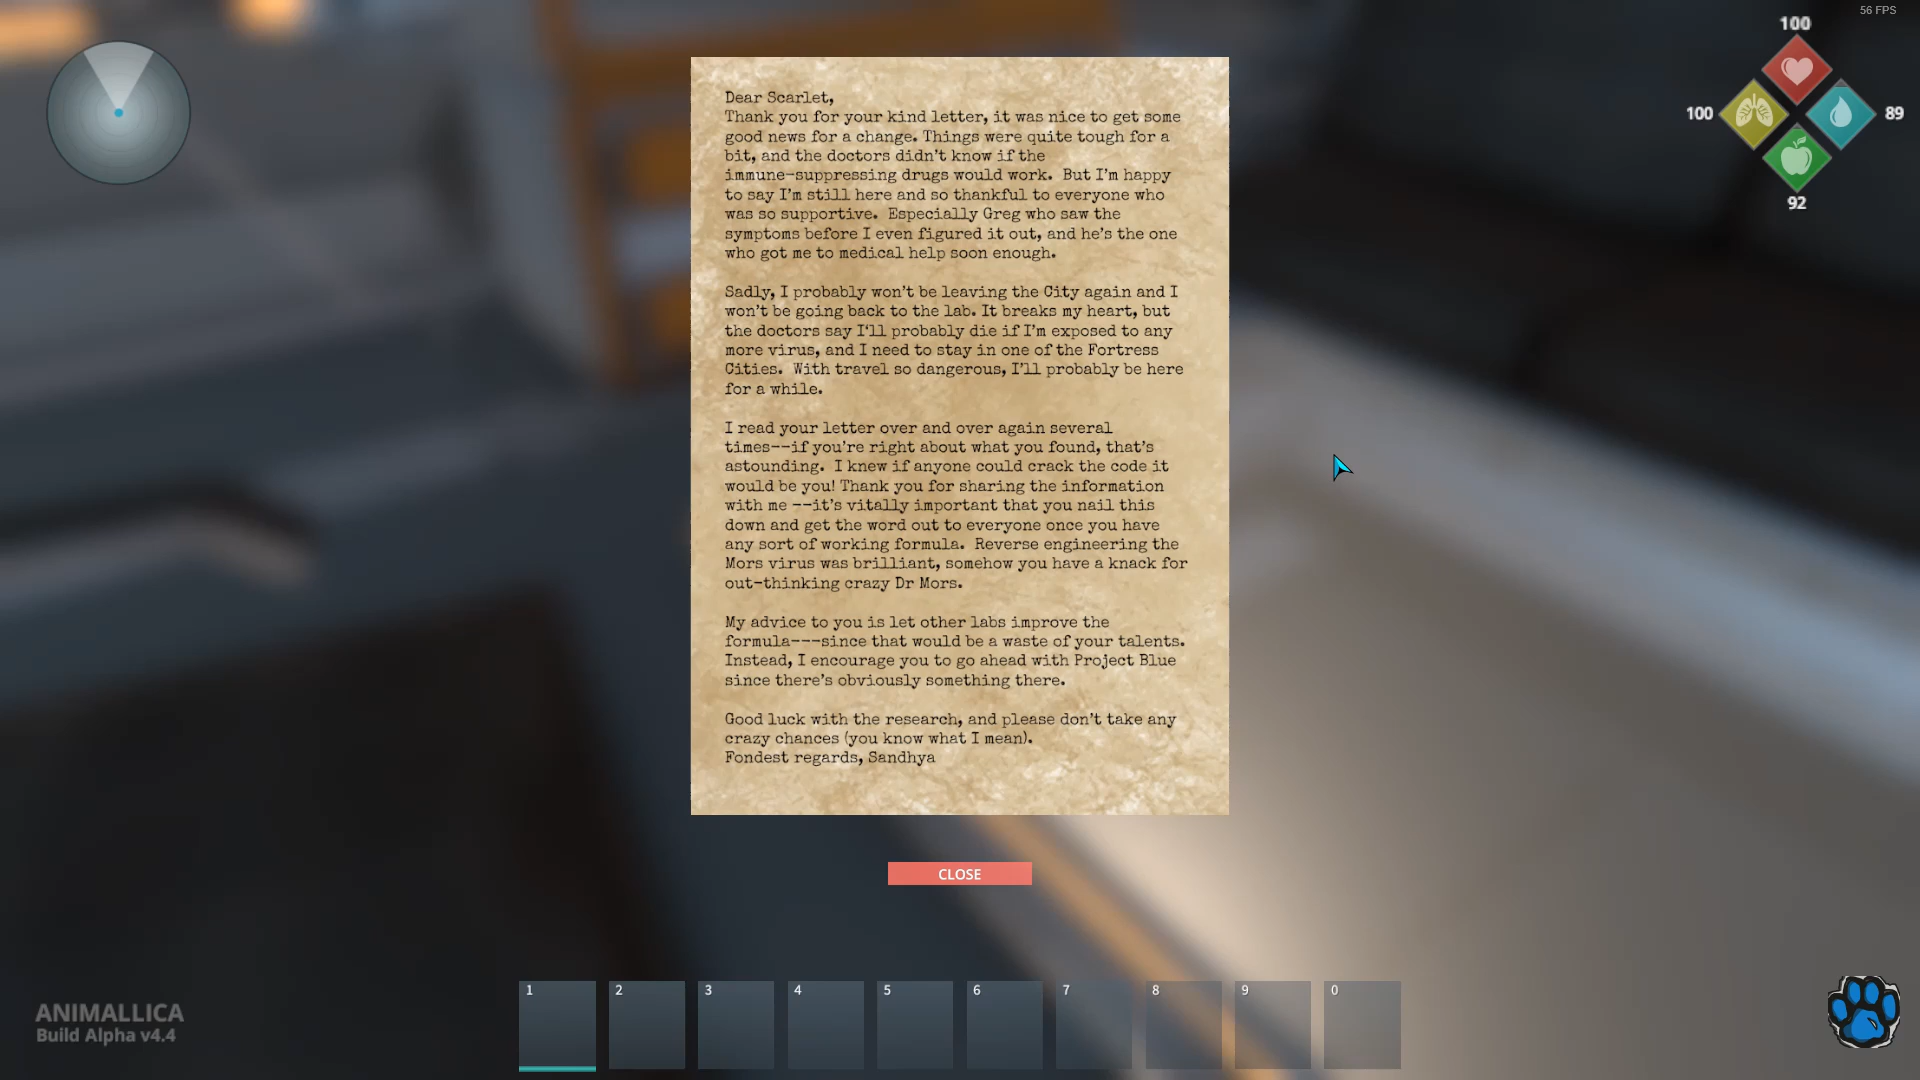 56 FPS
100
100
89
92
Dear Scarlet,
Thank you for your kind letter, it was nice to get some
good news for a change. Things were quite tough for a
bit, and the doctors didn't know if the
immune-suppressing drugs would work.  But I'm happy
to say I'm still here and so thankful to everyone who
was so supportive.  Especially Greg who saw the
symptoms before I even figured it out, and he's the one
who got me to medical help soon enough.
Sadly, I probably won't be leaving the City again and I
won't be going back to the lab. It breaks my heart, but
the doctors say I'll probably die if I'm exposed to any
more virus, and I need to stay in one of the Fortress
Cities.  With travel so dangerous, I'll probably be here
for a while.
I read your letter over and over again several
times--if you're right about what you found, that's
astounding.  I knew if anyone could crack the code it
would be you! Thank you for sharing the information
with me --it's vitally important that you nail this
down and get the word out to everyone once you have
any sort of working formula.  Reverse engineering the
Mors virus was brilliant, somehow you have a knack for
out-thinking crazy Dr Mors.
My advice to you is let other labs improve the
formula---since that would be a waste of your talents.
Instead, I encourage you to go ahead with Project Blue
since there's obviously something there.
Good luck with the research, and please don't take any
crazy chances (you know what I mean).
Fondest regards, Sandhya
CLOSE
1 2 3 4 5 6 7 8 9 0
ANIMALLICA
Build Alpha v4.4